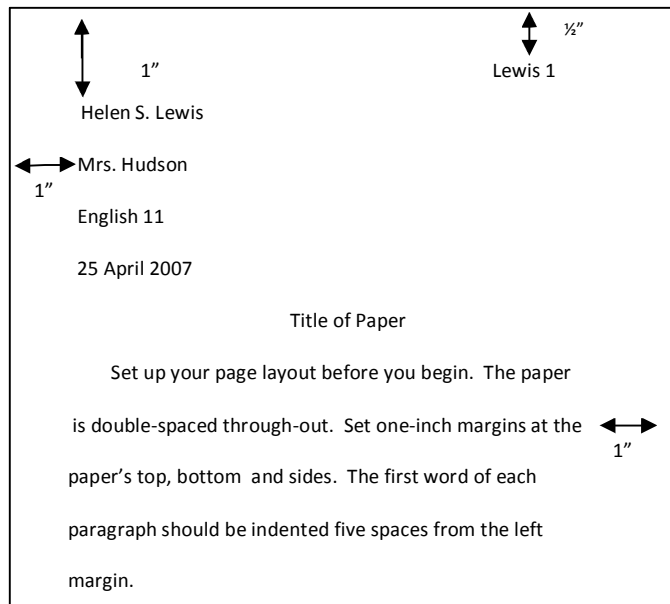 ½”
1”
Lewis 1
Helen S. Lewis
Mrs. Hudson
1”
English 11
25 April 2007
Title of Paper
Set up your page layout before you begin. The paper
is double-spaced through-out. Set one-inch margins at the
1”
paper’s top, bottom and sides. The first word of each
paragraph should be indented five spaces from the left
margin.